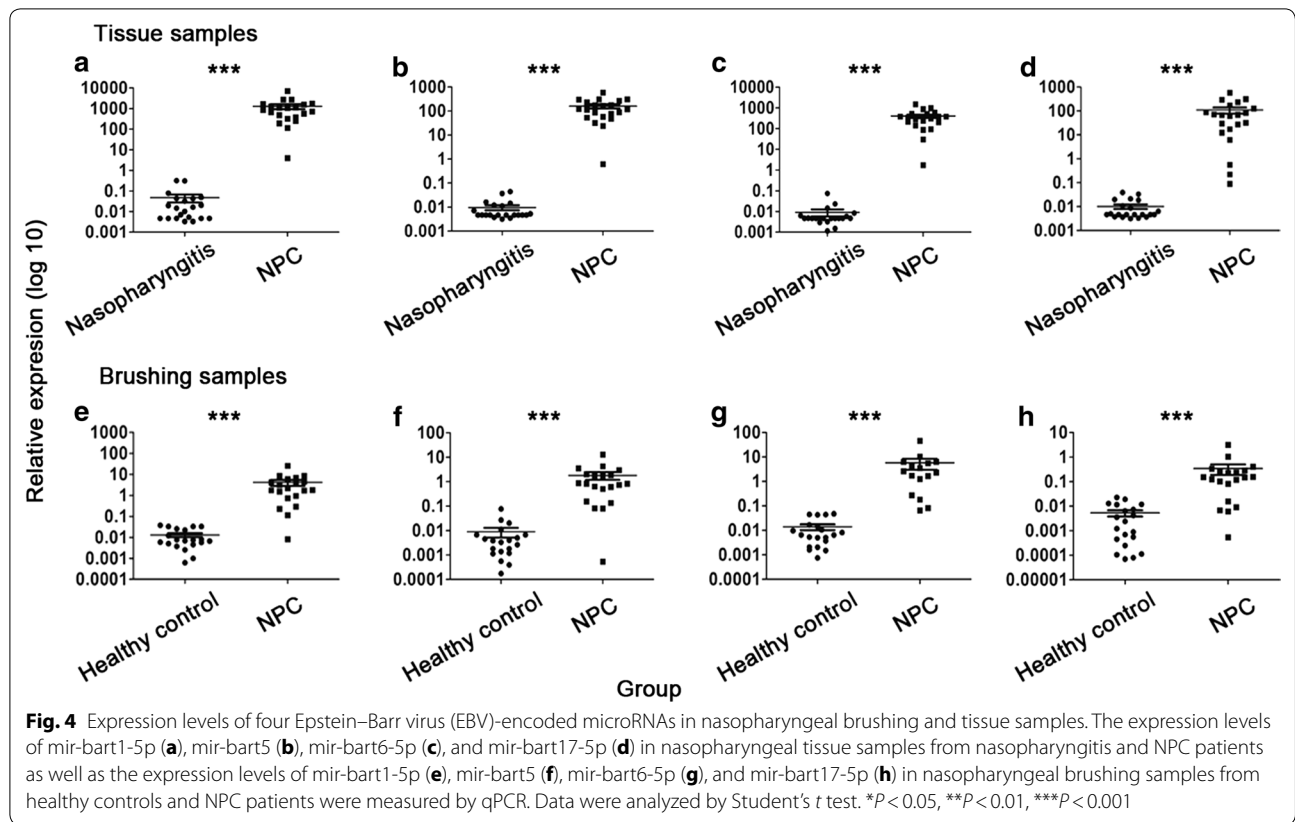 Tissue samples
a
***
10000
1000
100
10
1
0.1
0.01
0.001
Nasopharyngitis
NPC
b
***
1000
100
10
1
0.1
0.01
0.001
Nasopharyngitis
NPC
c
***
10000
1000
100
10
1
0.1
0.01
0.001
Nasopharyngitis
NPC
d
***
1000
100
10
1
0.1
0.01
0.001
Nasopharyngitis
NPC
Relative expresion (log 10)
Brushing samples
e
***
1000
100
10
1
0.1
0.01
0.001
0.0001
Healthy control
NPC
f
***
100
10
1
0.1
0.01
0.001
0.0001
Healthy control
NPC
g
***
100
10
1
0.1
0.01
0.001
0.0001
Healthy control
NPC
h
***
10
1
0.1
0.01
0.001
0.0001
0.00001
Healthy control
NPC
Group
Fig. 4 Expression levels of four Epstein–Barr virus (EBV)-encoded microRNAs in nasopharyngeal brushing and tissue samples. The expression levels
of mir-bart1-5p (a), mir-bart5 (b), mir-bart6-5p (c), and mir-bart17-5p (d) in nasopharyngeal tissue samples from nasopharyngitis and NPC patients
as well as the expression levels of mir-bart1-5p (e), mir-bart5 (f), mir-bart6-5p (g), and mir-bart17-5p (h) in nasopharyngeal brushing samples from
healthy controls and NPC patients were measured by qPCR. Data were analyzed by Student's t test. *P < 0.05, **P < 0.01, ***P < 0.001